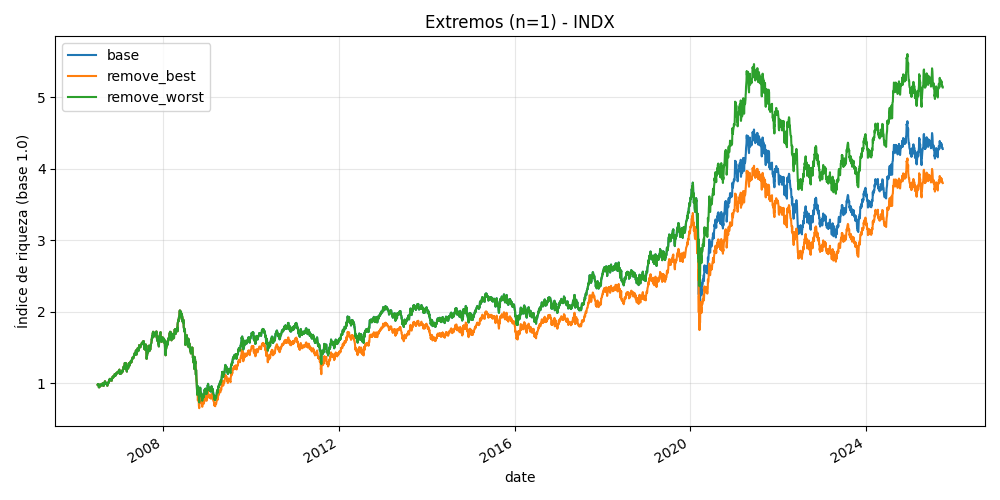 Extremos (n=1) - INDX
base
remove_best
remove_worst
índice de riqueza (base 1.0)
5
4
3
2
1
2008
2012
2016
2020
2024
date